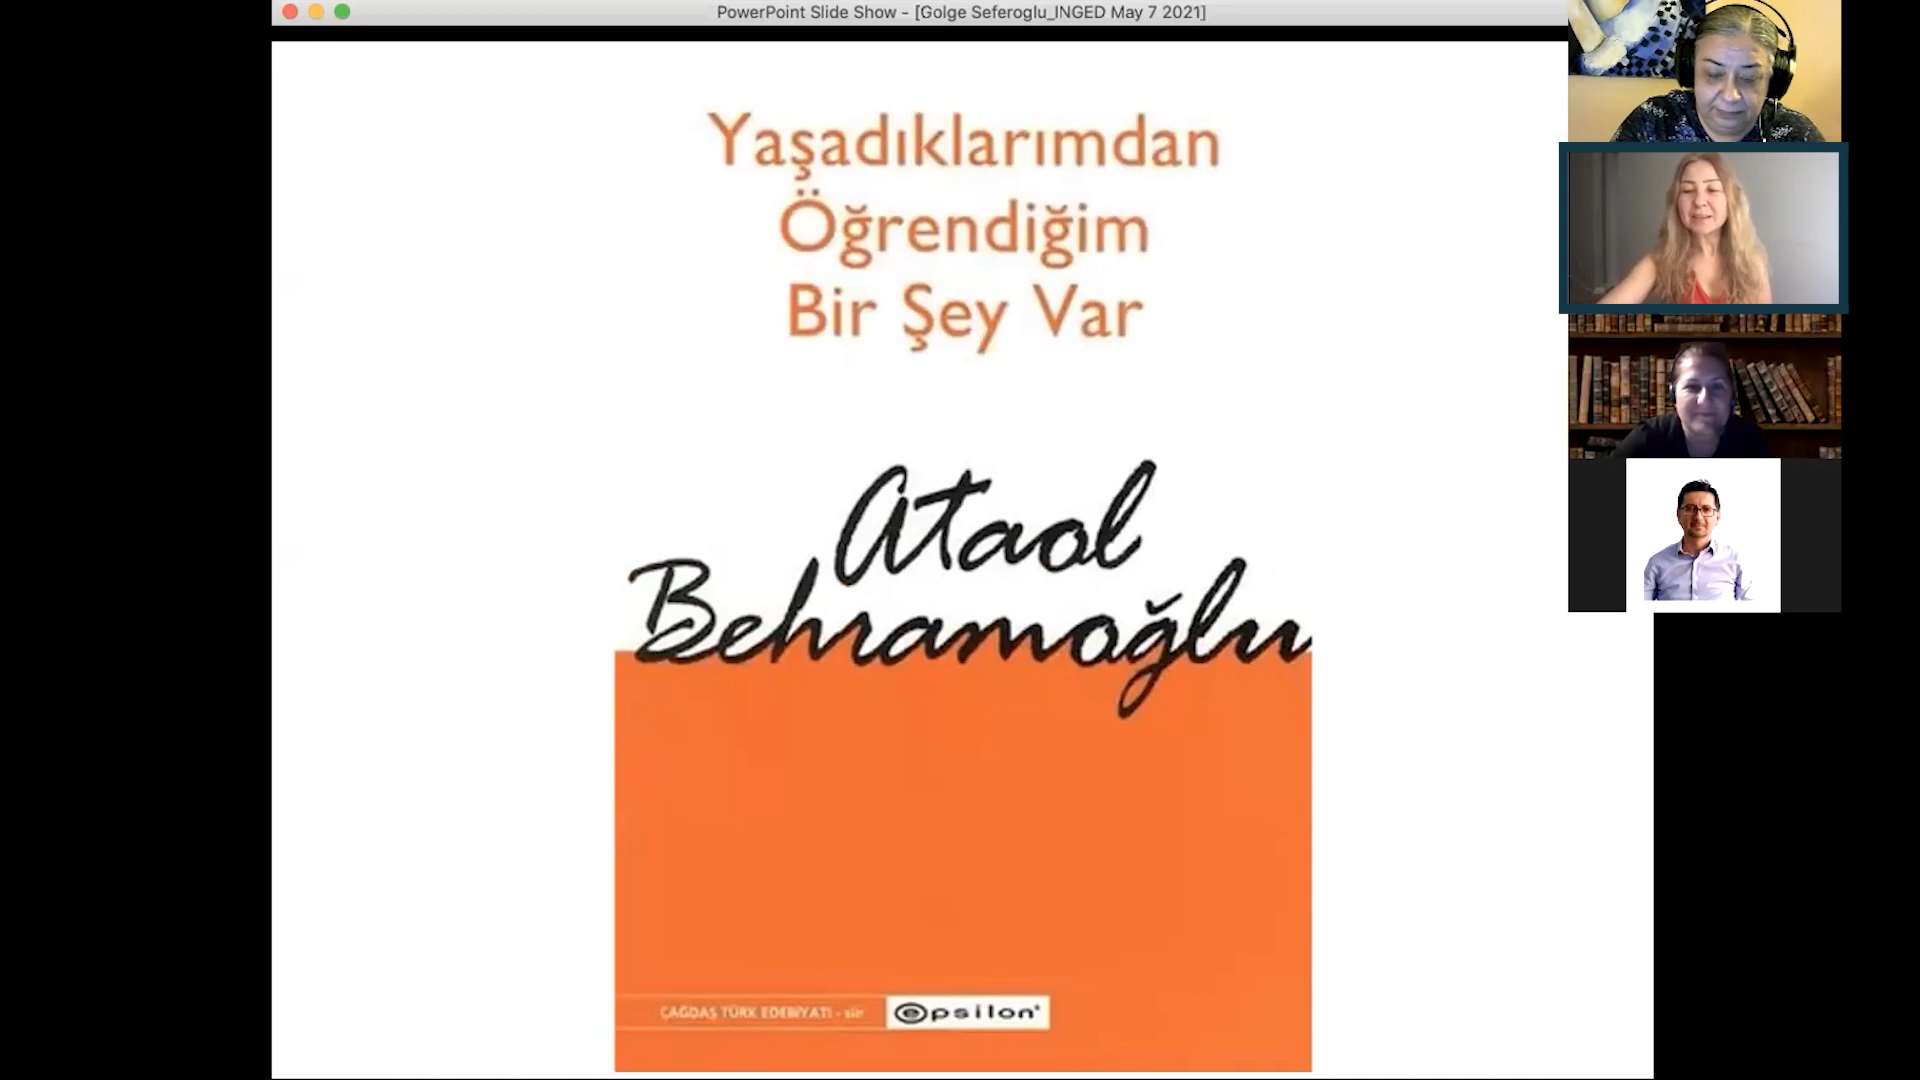 PowerPoint Slide Show - [Golge Seferoglu_INGED May 7 2021]
Yaşadıklarımdan
Öğrendiğim
Bir Şey Var
Ataol
Behramoğlu
ÇAĞDAŞ TÜRK EDEBİYATI - şiir
epsilon